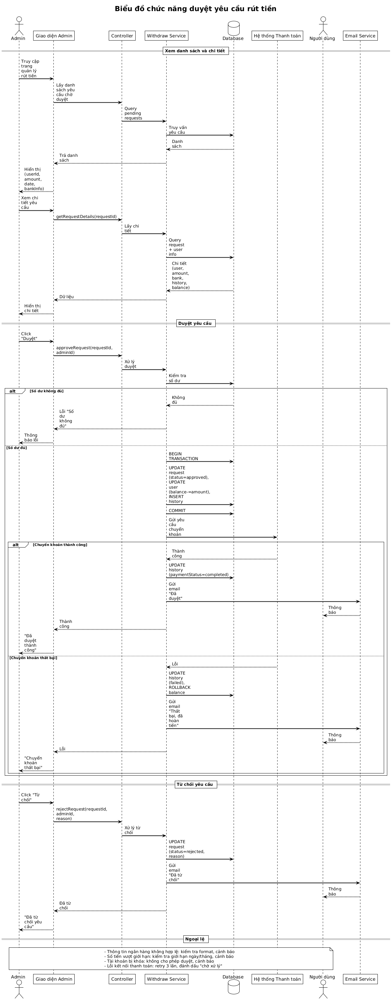 Biểu đồ chức năng duyệt yêu cầu rút tiền
Admin
Giao diện Admin
Controller
Withdraw Service
Database
Hệ thống Thanh toán
Người dùng
Email Service
Xem danh sách và chi tiết
Truy cập
trang
quản lý
rút tiền
Lấy danh
sách yêu
cầu chờ
duyệt
Query
pending
requests
Truy vấn
yêu cầu
Danh
sách
Trả danh
sách
Hiển thị
(userId,
amount,
date,
bankInfo)
Xem chi
tiết yêu
cầu
getRequestDetails(requestId)
Lấy chi
tiết
Query
request
+ user
info
Chi tiết
(user,
amount,
bank,
history,
balance)
Dữ liệu
Hiển thị
chi tiết
Duyệt yêu cầu
Click
"Duyệt"
approveRequest(requestId,
adminId)
Xử lý
duyệt
Kiểm tra
số dư
alt
[Số dư không đủ]
Không
đủ
Lỗi "Số
dư
không
đủ"
Thông
báo lỗi
[Số dư đủ]
BEGIN
TRANSACTION
UPDATE
request
(status=approved),
UPDATE
user
(balance-=amount),
INSERT
history
COMMIT
Gửi yêu
cầu
chuyển
khoản
alt
[Chuyển khoản thành công]
Thành
công
UPDATE
history
(paymentStatus=completed)
Gửi
email
"Đã
duyệt"
Thông
báo
Thành
công
"Đã
duyệt
thành
công"
[Chuyển khoản thất bại]
Lỗi
UPDATE
history
(failed),
ROLLBACK
balance
Gửi
email
"Thất
bại, đã
hoàn
tiền"
Thông
báo
Lỗi
"Chuyển
khoản
thất bại"
Từ chối yêu cầu
Click "Từ
chối"
rejectRequest(requestId,
adminId,
reason)
Xử lý từ
chối
UPDATE
request
(status=rejected,
reason)
Gửi
email
"Đã từ
chối"
Thông
báo
Đã từ
chối
"Đã từ
chối yêu
cầu"
Ngoại lệ
- Thông tin ngân hàng không hợp lệ: kiểm tra format, cảnh báo
- Số tiền vượt giới hạn: kiểm tra giới hạn ngày/tháng, cảnh báo
- Tài khoản bị khóa: không cho phép duyệt, cảnh báo
- Lỗi kết nối thanh toán: retry 3 lần, đánh dấu "chờ xử lý"
Admin
Giao diện Admin
Controller
Withdraw Service
Database
Hệ thống Thanh toán
Người dùng
Email Service